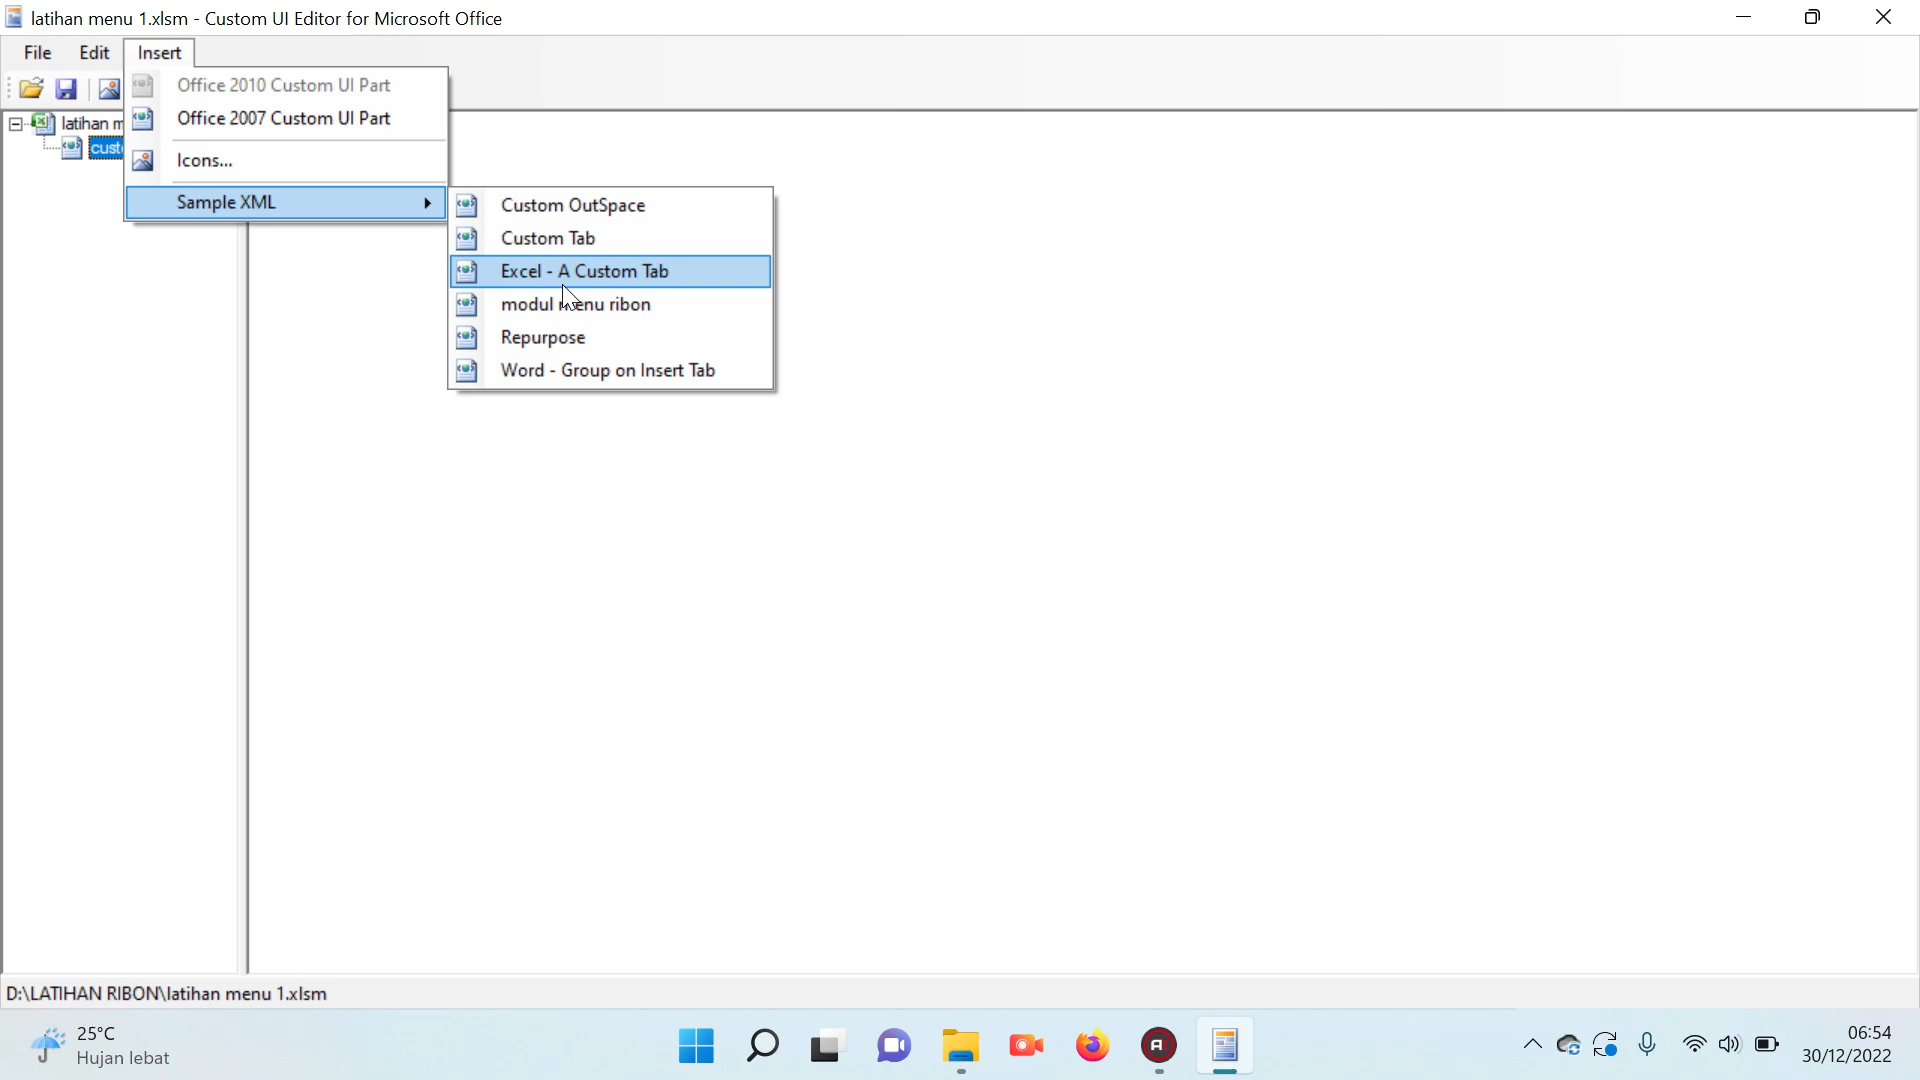 latihan menu 1.xlsm - Custom UI Editor for Microsoft Office
File Edit Insert
Office 2010 Custom UI Part
Office 2007 Custom UI Part
Icons...
Sample XML
latihan m
cust
Custom OutSpace
Custom Tab
Excel - A Custom Tab
modul menu ribon
Repurpose
Word - Group on Insert Tab
D:\LATIHAN RIBON\latihan menu 1.xlsm
25°C
Hujan lebat
06:54
30/12/2022